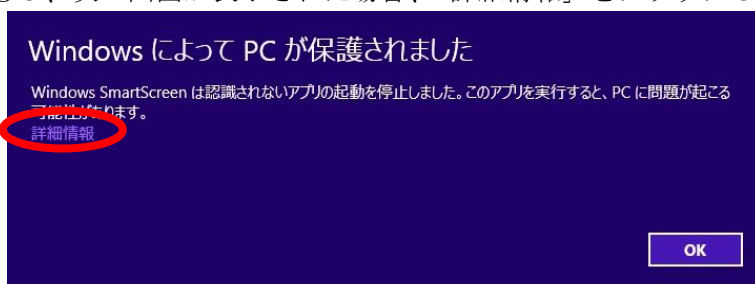 Windows によって PC が保護されました
Windows SmartScreen は認識されないアプリの起動を停止しました。このアプリを実行すると、PC に問題が起こる
可能性があります。
詳細情報
OK